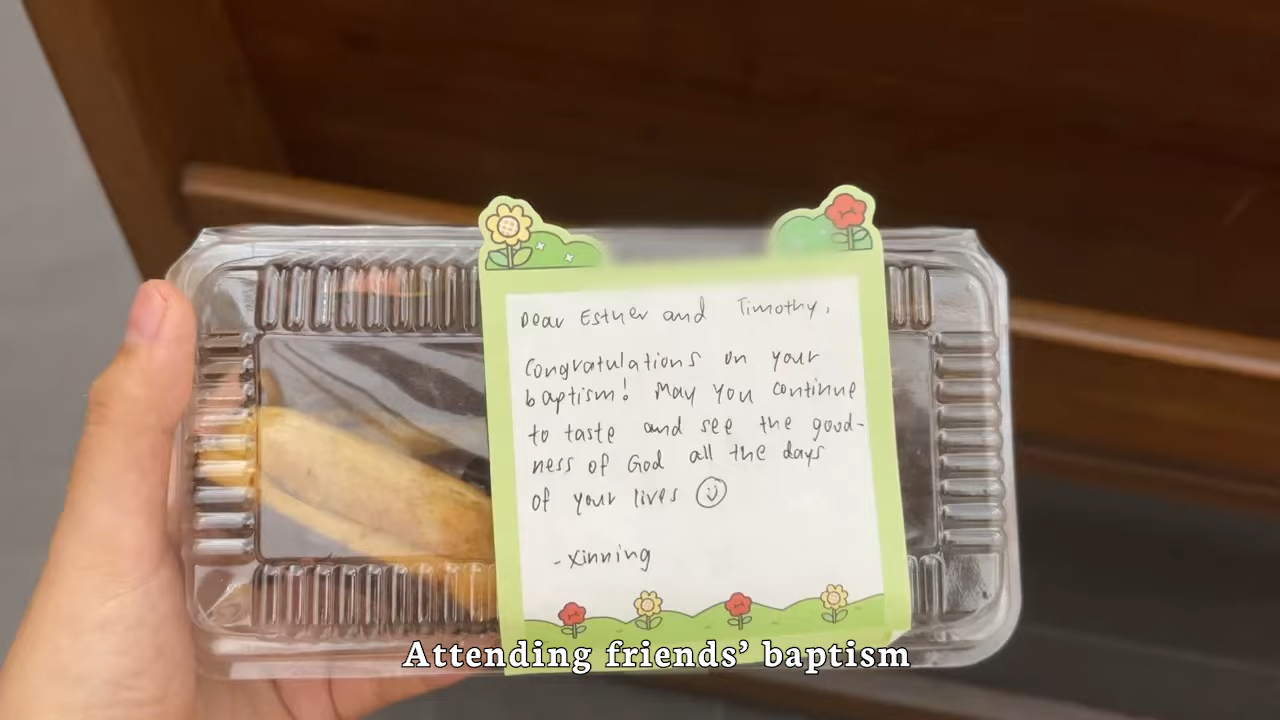 Dear Esther and Timothy,
Congratulations on your
baptism! May you continue
to taste and see the good-
ness of God all the days
of your lives
- Xinning
Attending friends' baptism